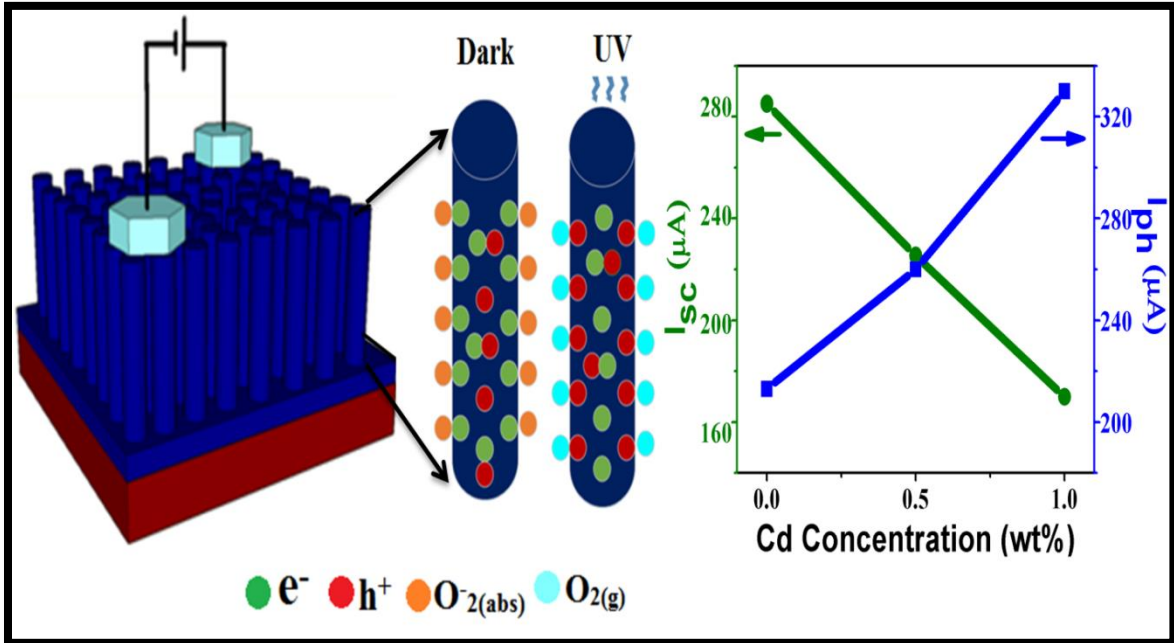 Dark
UV
280
240
200
160
I_SC (μA)
320
280
240
200
I_ph (μA)
0.0 0.5 1.0
Cd Concentration (wt%)
e⁻ h⁺ O⁻₂(abs) O₂(g)